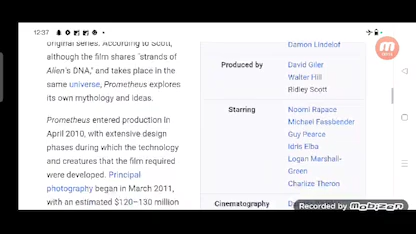 12:37
original series. According to Scott,
although the film shares "strands of
Alien's DNA," and takes place in the
same universe, Prometheus explores
its own mythology and ideas.
Prometheus entered production in
April 2010, with extensive design
phases during which the technology
and creatures that the film required
were developed. Principal
photography began in March 2011,
with an estimated $120–130 million
Damon Lindelof
Produced by
David Giler
Walter Hill
Ridley Scott
Starring
Noomi Rapace
Michael Fassbender
Guy Pearce
Idris Elba
Logan Marshall-
Green
Charlize Theron
Cinematography
Recorded by
Mobizen